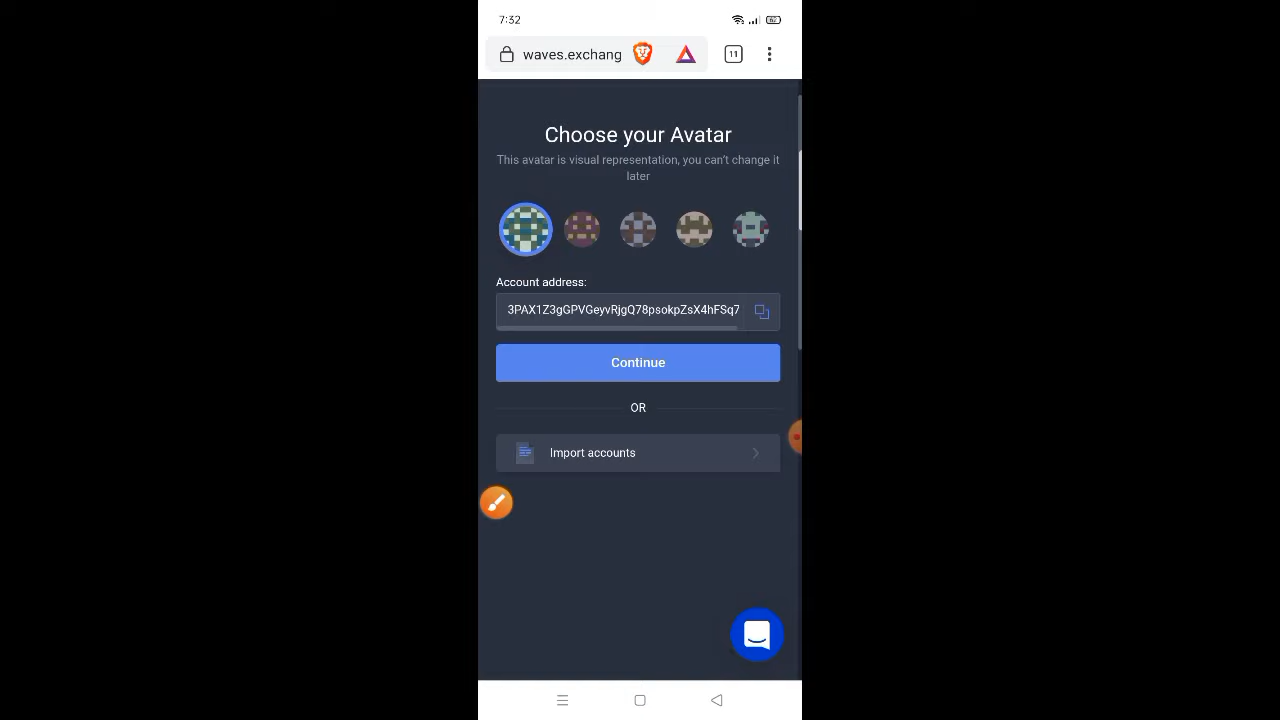 7:32
62
waves.exchang
11
Choose your Avatar
This avatar is visual representation, you can't change it
later
Account address:
3PAX1Z3gGPVGeyvRjgQ78psokpZsX4hFSq7
Continue
OR
Import accounts